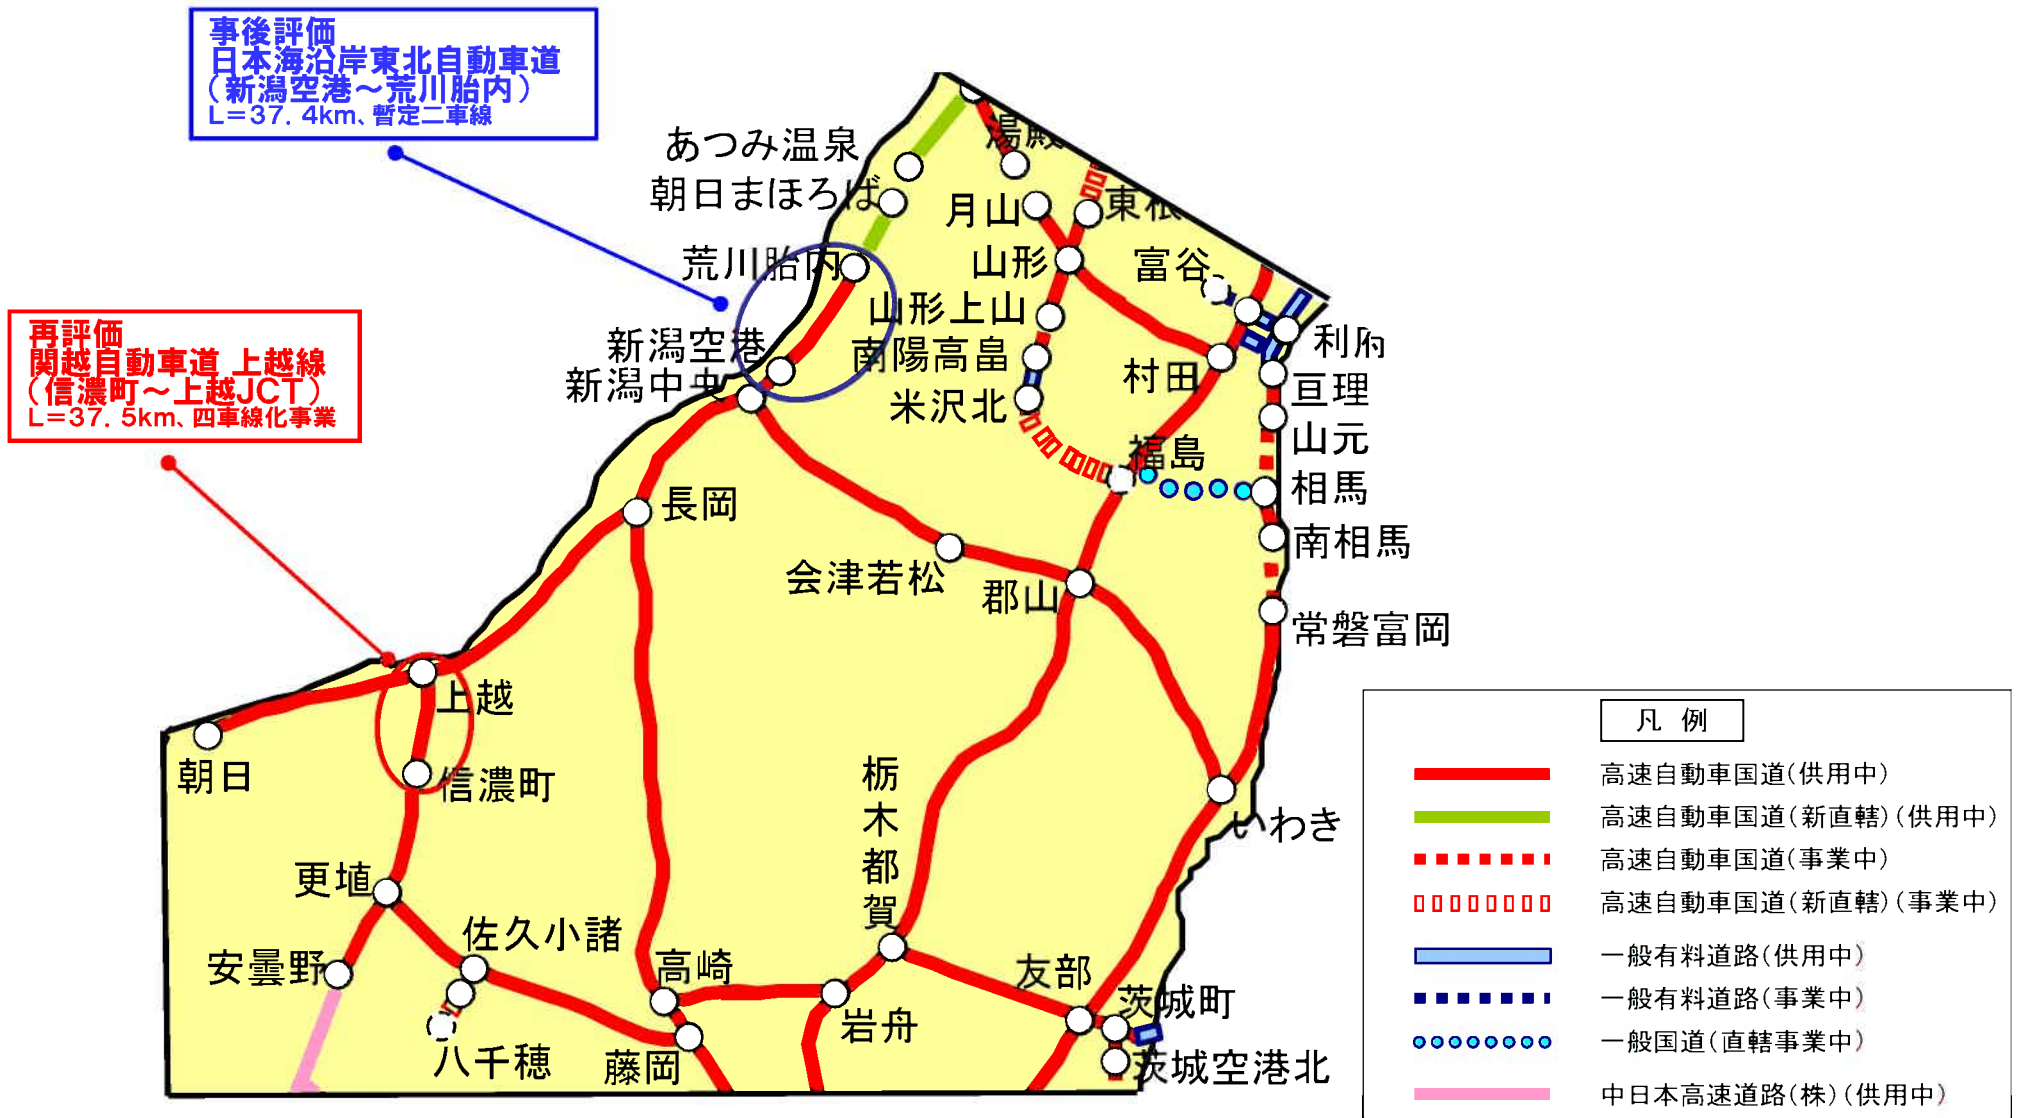 事後評価
日本海沿岸東北自動車道
(新潟空港～荒川胎内)
L=37.4km、暫定二車線
再評価
関越自動車道 上越線
(信濃町～上越JCT)
L=37.5km、四車線化事業
あつみ温泉
朝日まほろば
荒川胎内
新潟空港
新潟中央
湯殿
月山
東根
山形
富谷
山形上山
利府
南陽高畠
村田
亘理
米沢北
山元
福島
相馬
長岡
南相馬
会津若松
郡山
常磐富岡
上越
朝日
信濃町
栃木都賀
いわき
更埴
佐久小諸
安曇野
高崎
友部
茨城町
岩舟
八千穂
藤岡
茨城空港北
凡 例
高速自動車国道(供用中)
高速自動車国道(新直轄)(供用中)
高速自動車国道(事業中)
高速自動車国道(新直轄)(事業中)
一般有料道路(供用中)
一般有料道路(事業中)
一般国道(直轄事業中)
中日本高速道路(株)(供用中)